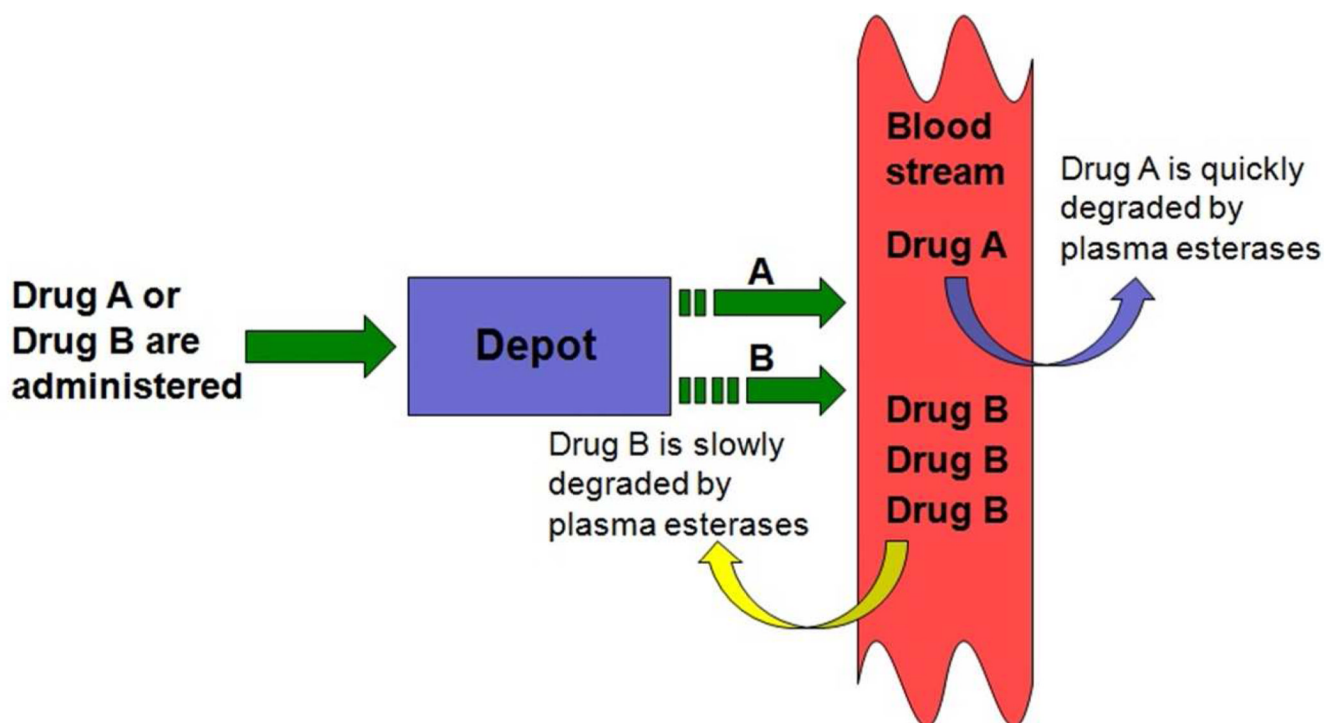 Drug A or
Drug B are
administered
Depot
A
B
Drug B is slowly
degraded by
plasma esterases
Blood
stream
Drug A
Drug B
Drug B
Drug B
Drug A is quickly
degraded by
plasma esterases